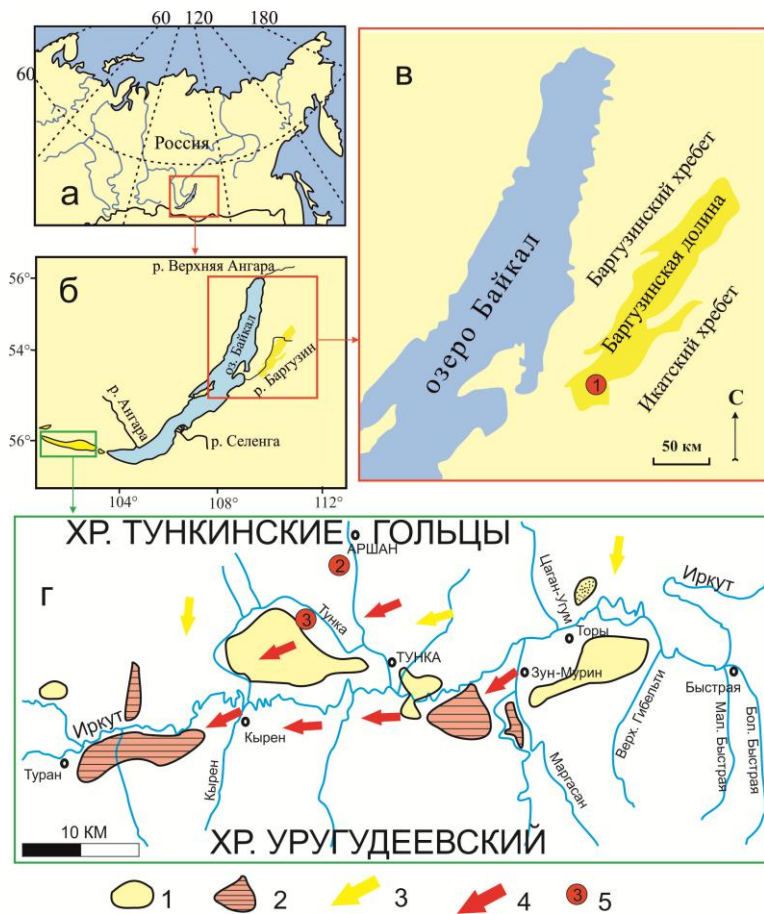 60 120 180
60
Россия
а
56°
54°
56°
104° 108° 112°
б
р. Верхняя Ангара
оз. Байкал
р. Баргузин
р. Ангара
р. Селенга
в
озеро Байкал
Баргузинский хребет
Баргузинская долина
Икатский хребет
1
С
50 км
ХР. ТУНКИНСКИЕ ГОЛЬЦЫ
г
АРШАН
2
3
Тунка
ТУНКА
Цаган-Угум
Иркут
Торы
Зун-Мурин
Быстрая
Иркут
Туран
Кырен
Кырен
Маргасан
Верх. Гибельти
Мал. Быстрая
Бол. Быстрая
10 КМ
ХР. УРУГУДЕЕВСКИЙ
1 2 3 4 3 5